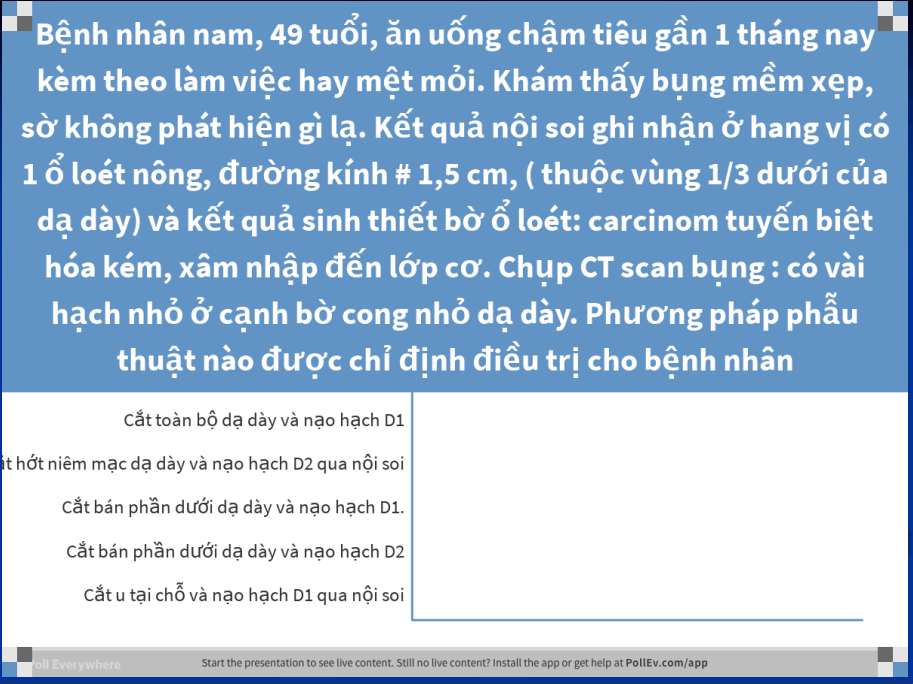 Bệnh nhân nam, 49 tuổi, ăn uống chậm tiêu gần 1 tháng nay
kèm theo làm việc hay mệt mỏi. Khám thấy bụng mềm xẹp,
sờ không phát hiện gì lạ. Kết quả nội soi ghi nhận ở hang vị có
1 ổ loét nông, đường kính # 1,5 cm, ( thuộc vùng 1/3 dưới của
dạ dày) và kết quả sinh thiết bờ ổ loét: carcinom tuyến biệt
hóa kém, xâm nhập đến lớp cơ. Chụp CT scan bụng : có vài
hạch nhỏ ở cạnh bờ cong nhỏ dạ dày. Phương pháp phẫu
thuật nào được chỉ định điều trị cho bệnh nhân
Cắt toàn bộ dạ dày và nạo hạch D1
hớt niêm mạc dạ dày và nạo hạch D2 qua nội soi
Cắt bán phần dưới dạ dày và nạo hạch D1.
Cắt bán phần dưới dạ dày và nạo hạch D2
Cắt u tại chỗ và nạo hạch D1 qua nội soi
Poll Everywhere
Start the presentation to see live content. Still no live content? Install the app or get help at PollEv.com/app